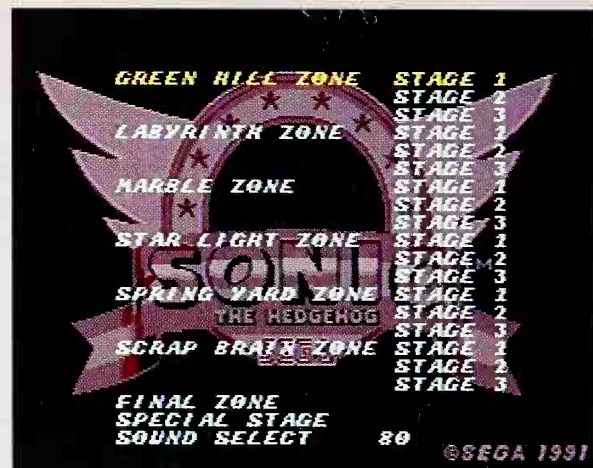 GREEN HILL ZONE STAGE 1
STAGE 2
STAGE 3
LABYRINTH ZONE STAGE 1
STAGE 2
STAGE 3
MARBLE ZONE STAGE 1
STAGE 2
STAGE 3
STAR LIGHT ZONE STAGE 1
STAGE 2
SONIC
STAGE 3
TM
SPRING YARD ZONE STAGE 1
THE HEDGEHOG STAGE 2
STAGE 3
SCRAP BRAIN ZONE STAGE 1
SEGA
STAGE 2
STAGE 3
FINAL ZONE
SPECIAL STAGE
SOUND SELECT 80
©SEGA 1991